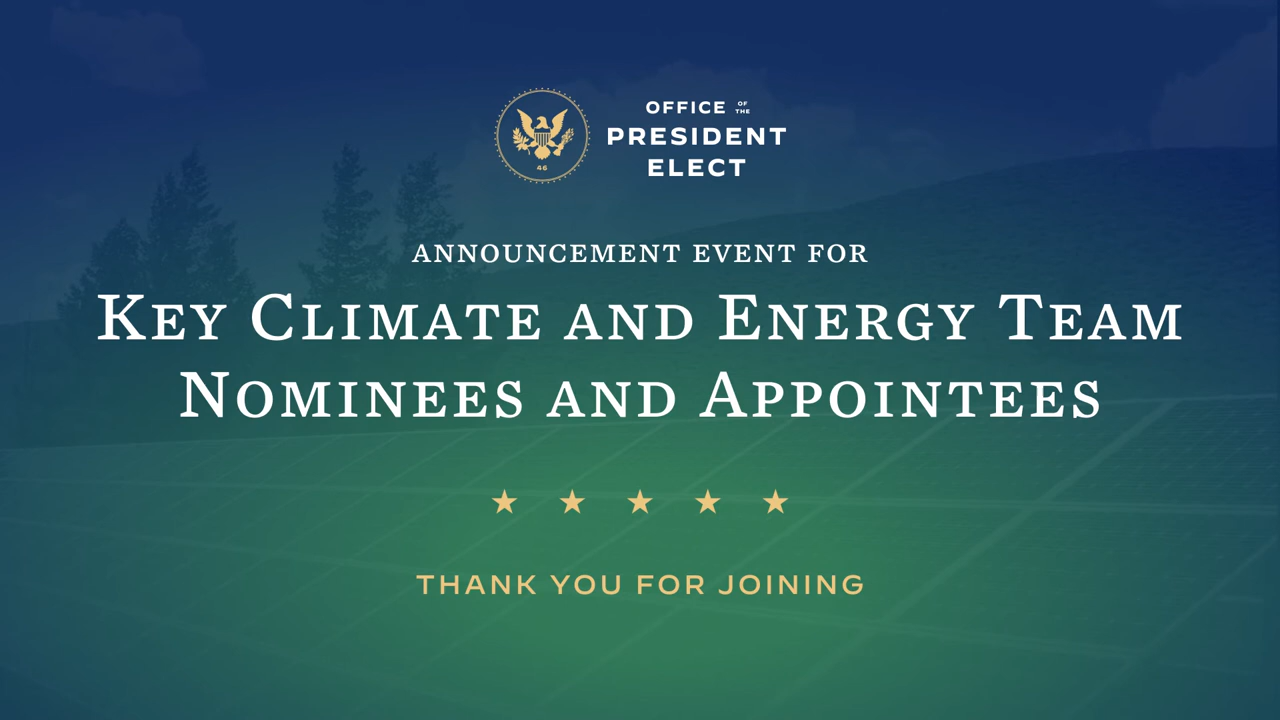 OFFICE OF THE
PRESIDENT
ELECT
46
ANNOUNCEMENT EVENT FOR
KEY CLIMATE AND ENERGY TEAM
NOMINEES AND APPOINTEES
THANK YOU FOR JOINING